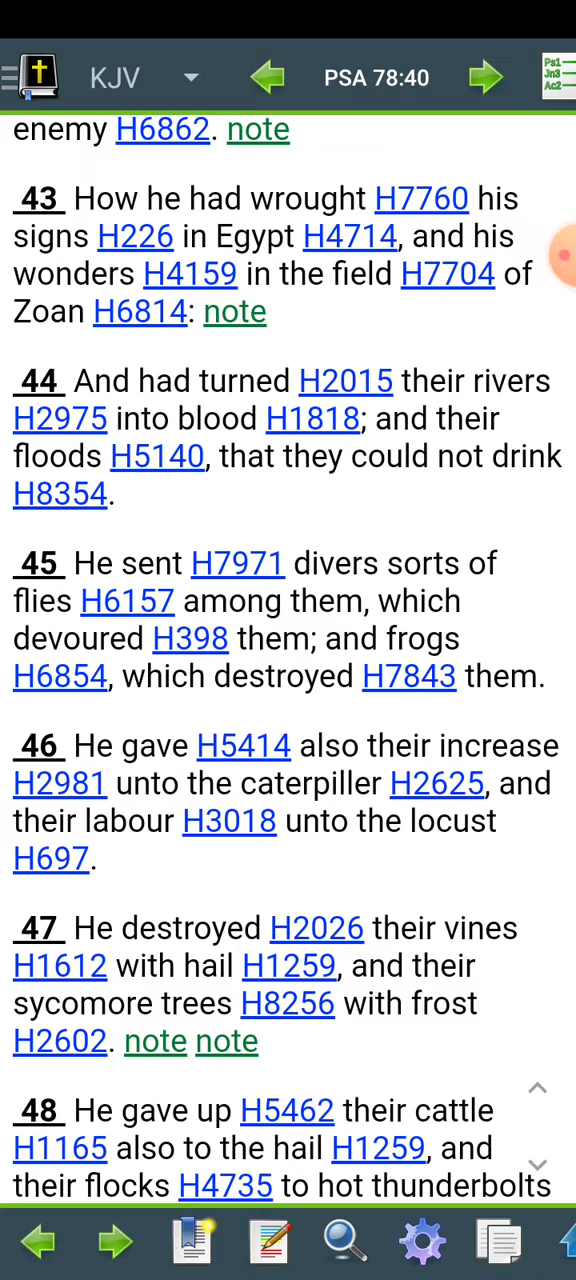 KJV
PSA 78:40
Ps1
Jn3
Ac2
enemy H6862. note
43 How he had wrought H7760 his
signs H226 in Egypt H4714, and his
wonders H4159 in the field H7704 of
Zoan H6814: note
44 And had turned H2015 their rivers
H2975 into blood H1818; and their
floods H5140, that they could not drink
H8354.
45 He sent H7971 divers sorts of
flies H6157 among them, which
devoured H398 them; and frogs
H6854, which destroyed H7843 them.
46 He gave H5414 also their increase
H2981 unto the caterpiller H2625, and
their labour H3018 unto the locust
H697.
47 He destroyed H2026 their vines
H1612 with hail H1259, and their
sycomore trees H8256 with frost
H2602. note note
48 He gave up H5462 their cattle
H1165 also to the hail H1259, and
their flocks H4735 to hot thunderbolts